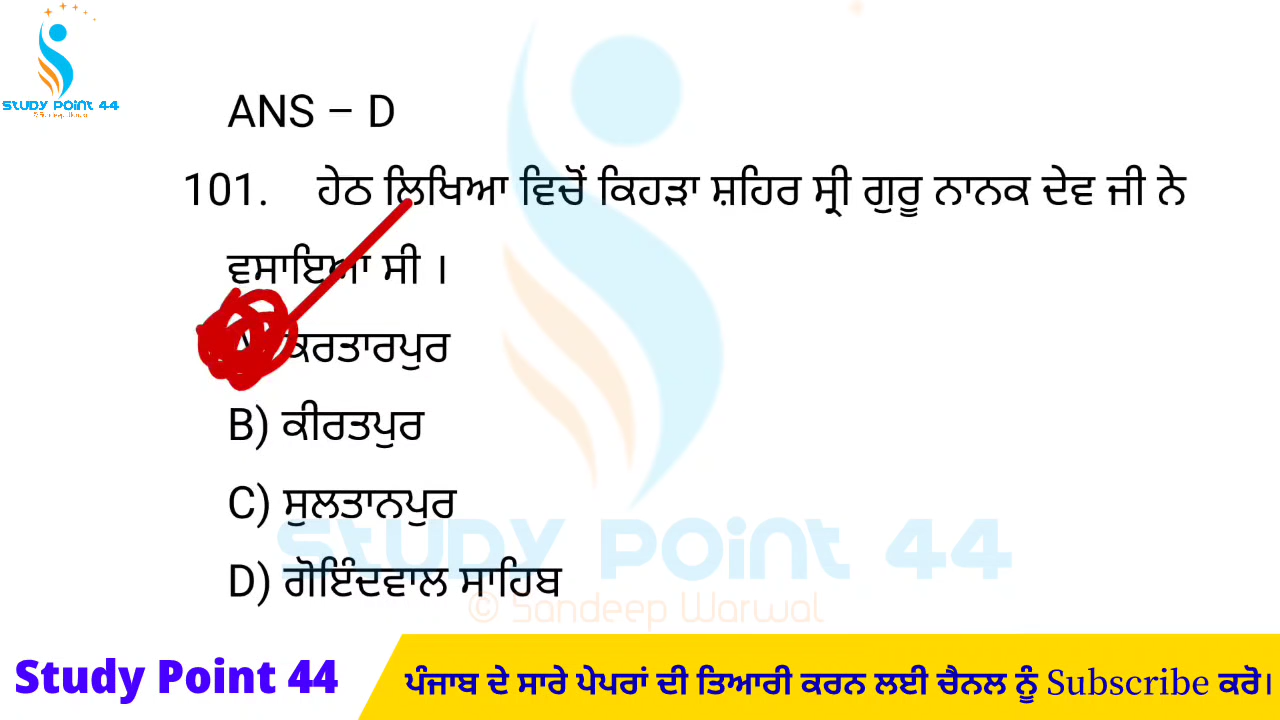 STUDY POINT 44
ANS – D
101. ਹੇਠ ਲਿਖਿਆ ਵਿਚੋਂ ਕਿਹੜਾ ਸ਼ਹਿਰ ਸ੍ਰੀ ਗੁਰੂ ਨਾਨਕ ਦੇਵ ਜੀ ਨੇ
ਵਸਾਇਆ ਸੀ ।
ਕਰਤਾਰਪੁਰ
B) ਕੀਰਤਪੁਰ
C) ਸੁਲਤਾਨਪੁਰ
D) ਗੋਇੰਦਵਾਲ ਸਾਹਿਬ
STUDY POINT 44
© Sandeep Warwal
Study Point 44
ਪੰਜਾਬ ਦੇ ਸਾਰੇ ਪੇਪਰਾਂ ਦੀ ਤਿਆਰੀ ਕਰਨ ਲਈ ਚੈਨਲ ਨੂੰ Subscribe ਕਰੋ।